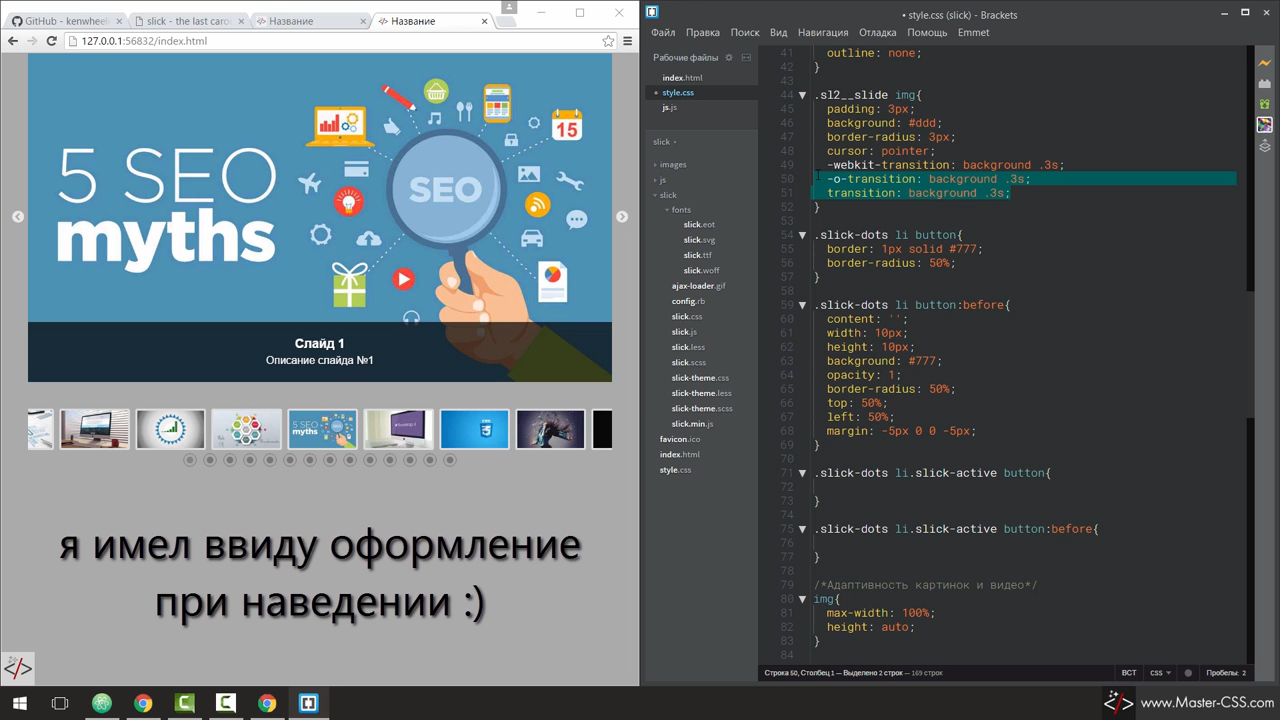 GitHub - kenwheele
slick - the last caro
Название
Название
127.0.0.1:56832/index.html
5 SEO
myths
SEO
15
Слайд 1
Описание слайда №1
5 SEO
myths
я имел ввиду оформление
при наведении :)
• style.css (slick) - Brackets
Файл Правка Поиск Вид Навигация Отладка Помощь Emmet
Рабочие файлы
index.html
style.css
js.js
slick
images
js
slick
fonts
slick.eot
slick.svg
slick.ttf
slick.woff
ajax-loader.gif
config.rb
slick.css
slick.js
slick.less
slick.scss
slick-theme.css
slick-theme.less
slick-theme.scss
slick.min.js
favicon.ico
index.html
style.css
41 outline: none;
42 }
43
44 .sl2__slide img{
45 padding: 3px;
46 background: #ddd;
47 border-radius: 3px;
48 cursor: pointer;
49 -webkit-transition: background .3s;
50 -o-transition: background .3s;
51 transition: background .3s;
52 }
53
54 .slick-dots li button{
55 border: 1px solid #777;
56 border-radius: 50%;
57 }
58
59 .slick-dots li button:before{
60 content: '';
61 width: 10px;
62 height: 10px;
63 background: #777;
64 opacity: 1;
65 border-radius: 50%;
66 top: 50%;
67 left: 50%;
68 margin: -5px 0 0 -5px;
69 }
70
71 .slick-dots li.slick-active button{
72
73 }
74
75 .slick-dots li.slick-active button:before{
76
77 }
78
79 /*Адаптивность картинок и видео*/
80 img{
81 max-width: 100%;
82 height: auto;
83 }
84
Строка 50, Столбец 1 — Выделено 2 строк — 169 строк
ВСТ CSS Пробелы: 2
www.Master-CSS.com